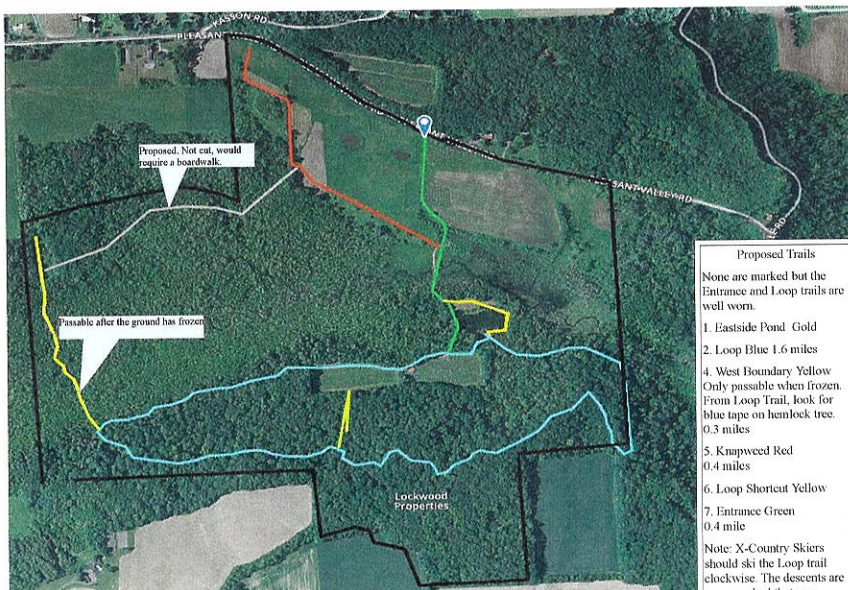 KASSON RD
PLEASAN
Proposed. Not cut, would
require a boardwalk.
SANT VALLEY RD
Passable after the ground has frozen
Lockwood
Properties
Proposed Trails
None are marked but the
Entrance and Loop trails are
well worn.
1. Eastside Pond Gold
2. Loop Blue 1.6 miles
4. West Boundary Yellow
Only passable when frozen.
From Loop Trail, look for
blue tape on hemlock tree.
0.3 miles
5. Knapweed Red
0.4 miles
6. Loop Shortcut Yellow
7. Entrance Green
0.4 mile
Note: X-Country Skiers
should ski the Loop trail
clockwise. The descents are